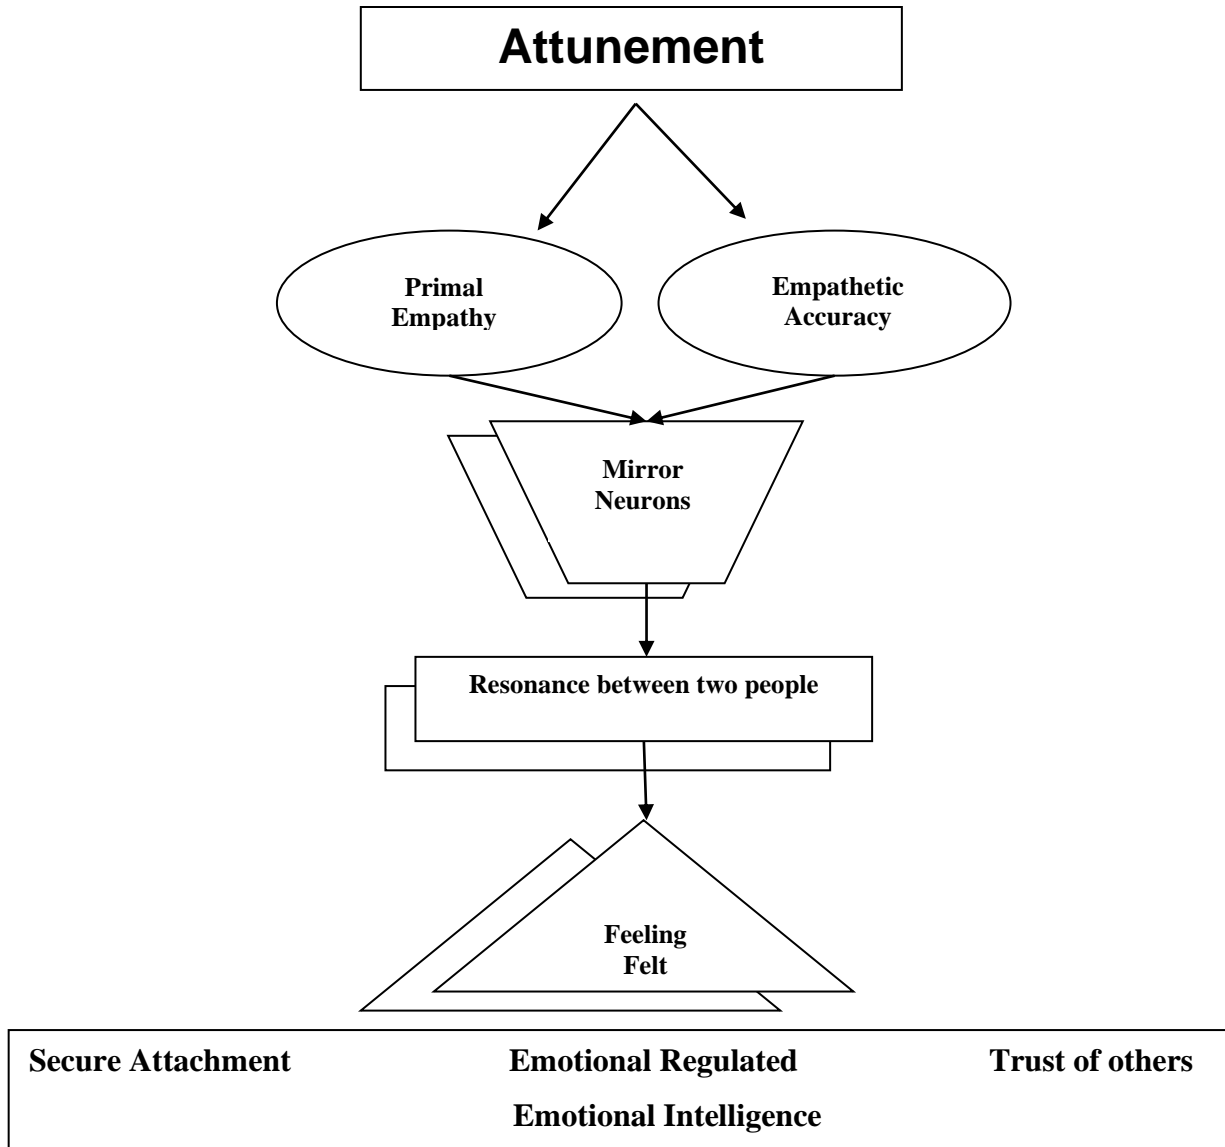 Attunement
Primal
Empathy
Empathetic
Accuracy
Mirror
Neurons
Resonance between two people
Feeling
Felt
Secure Attachment Emotional Regulated Trust of others
Emotional Intelligence